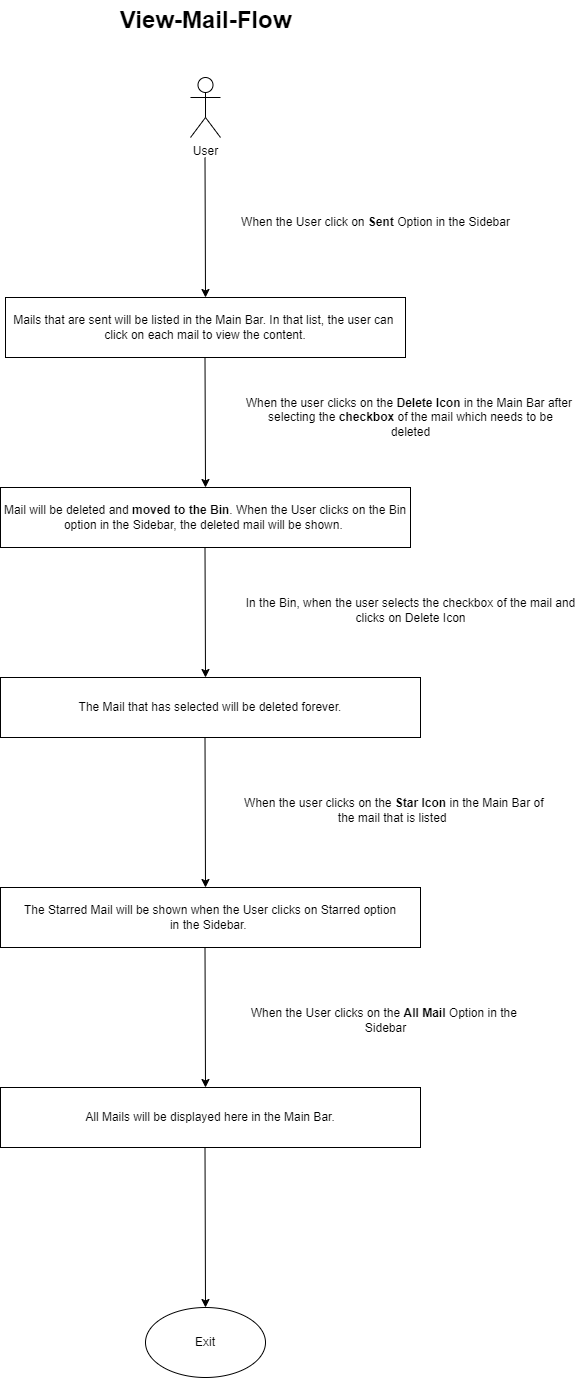 View-Mail-Flow
User
When the User click on Sent Option in the Sidebar
Mails that are sent will be listed in the Main Bar. In that list, the user can
click on each mail to view the content.
When the user clicks on the Delete Icon in the Main Bar after
selecting the checkbox of the mail which needs to be
deleted
Mail will be deleted and moved to the Bin. When the User clicks on the Bin
option in the Sidebar, the deleted mail will be shown.
In the Bin, when the user selects the checkbox of the mail and
clicks on Delete Icon
The Mail that has selected will be deleted forever.
When the user clicks on the Star Icon in the Main Bar of
the mail that is listed
The Starred Mail will be shown when the User clicks on Starred option
in the Sidebar.
When the User clicks on the All Mail Option in the
Sidebar
All Mails will be displayed here in the Main Bar.
Exit